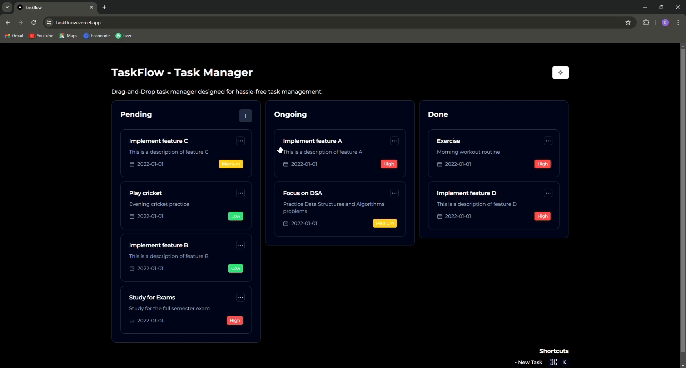 taskflow
taskflow.vercel.app
Gmail
YouTube
Maps
TaskFlow - Task Manager
Drag-and-Drop task manager designed for hassle-free task management.
Pending
Implement feature C
This is a description of feature C
2022-01-01
Medium
Play cricket
Evening cricket practice
2022-01-01
Low
Implement feature B
This is a description of feature B
2022-01-01
Low
Study for Exams
Study for the full semester exam
2022-01-01
High
Ongoing
Implement feature A
This is a description of feature A
2022-01-01
High
Focus on DSA
Practice Data Structures and Algorithms
problems
2022-01-01
Medium
Done
Exercise
Morning workout routine
2022-01-01
High
Implement feature D
This is a description of feature D
2022-01-01
High
Shortcuts
- New Task
K